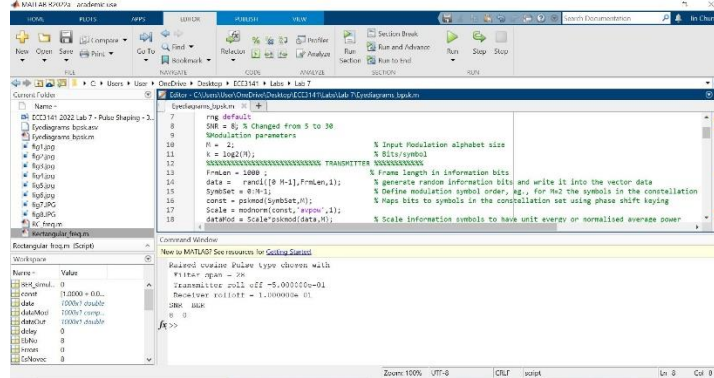 MATLAB R2022a - academic use
HOME PLOTS APPS EDITOR PUBLISH VIEW
Search Documentation
New Open Save Compare Print Go To Find Bookmark Refactor Profiler Analyze Run Section Section Break Run and Advance Run to End Run Step Stop
FILE NAVIGATE CODE ANALYZE SECTION RUN
C: Users User OneDrive Desktop ECE3141 Labs Lab 7
Current Folder
Name
Eyediagrams_bpsk.asv
Eyediagrams_bpsk.m
fig1.jpg
fig2.jpg
fig3.jpg
fig4.jpg
fig5.jpg
fig6.jpg
fig7.JPG
fig8.JPG
RC_freq.m
Rectangular_freq.m
Rectangular_freq.m (Script)
Workspace
Name Value
BER_simul... 0
const [1.0000 + 0.0...
data 1000x1 double
dataMod 1000x1 comp...
dataOut 1000x1 double
delay 0
EbNo 8
Errors 0
EsNovec 8
Editor - C:\Users\User\OneDrive\Desktop\ECE3141\Labs\Lab 7\Eyediagrams_bpsk.m
Eyediagrams_bpsk.m
7 rng default
8 SNR = 8; % Changed from 5 to 30
9 %Modulation parameters
10 M = 2; % Input Modulation alphabet size
11 k = log2(M); % Bits/symbol
12 TRANSMITTER
13 FrmLen = 1000 ; % Frame length in information bits
14 data = randi([0 M-1],FrmLen,1); % generate random information bits and write it into the vector data
15 SymbSet = 0:M-1; % Define modulation symbol order, eg., for M=2 the symbols in the constellation
16 const = pskmod(SymbSet,M); % Maps bits to symbols in the constellation set using phase shift keying
17 Scale = modnorm(const,'avpow',1);
18 dataMod = Scale*pskmod(data,M); % Scale information symbols to have unit energy or normalised average power
Command Window
New to MATLAB? See resources for Getting Started.
Raised cosine Pulse type chosen with
Filter span = 28
Transmitter roll off =5.000000e-01
Receiver rolloff = 1.000000e-01
SNR BER
8 0
fx >>
Zoom: 100% UTF-8 CRLF script Ln 8 Col